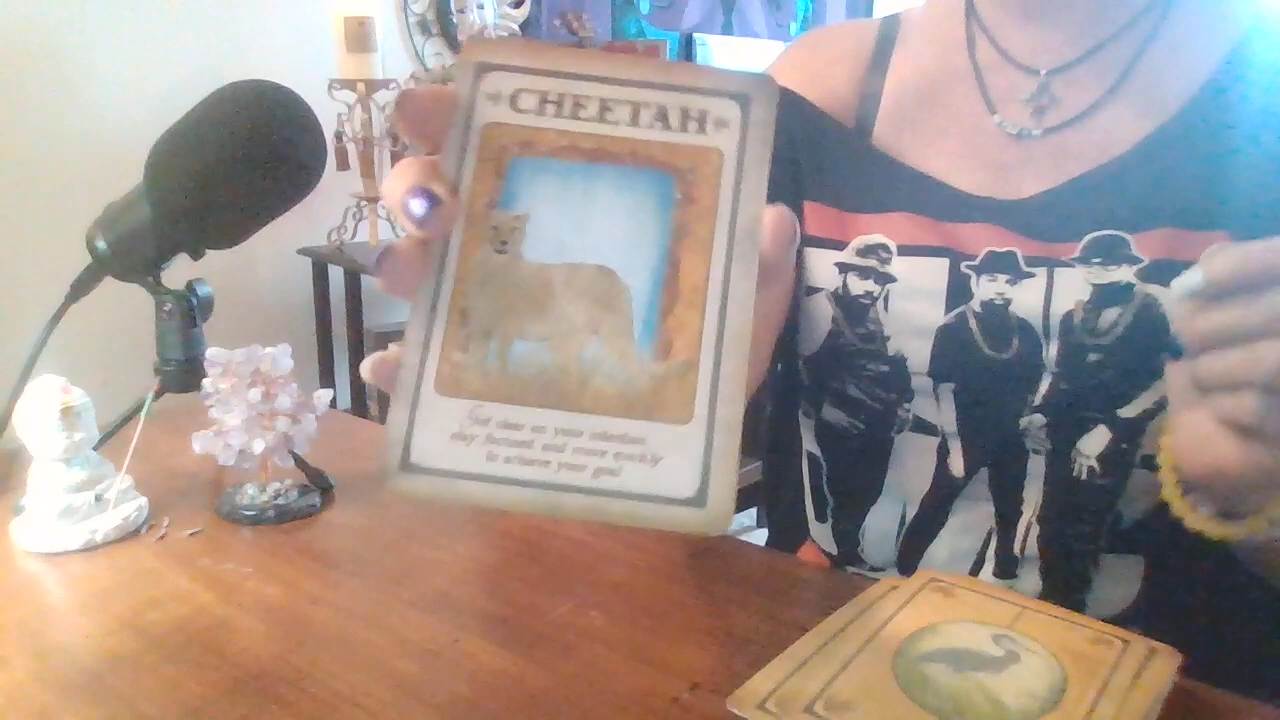 CHEETAH
Get clear on your intention,
stay focused, and move quickly
to achieve your goal